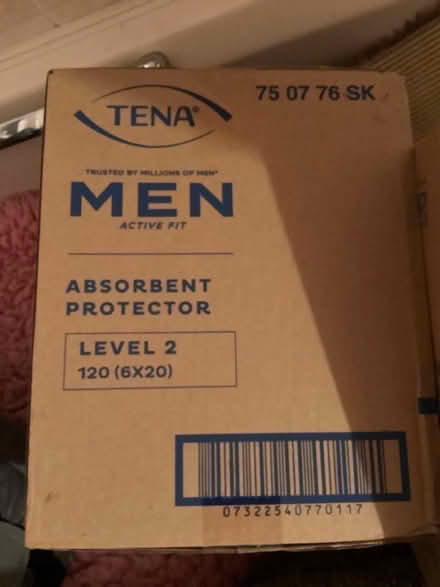 TENA®
75 07 76 SK
TRUSTED BY MILLIONS OF MEN*
MEN
ACTIVE FIT
ABSORBENT
PROTECTOR
LEVEL 2
120 (6X20)
07322540770117